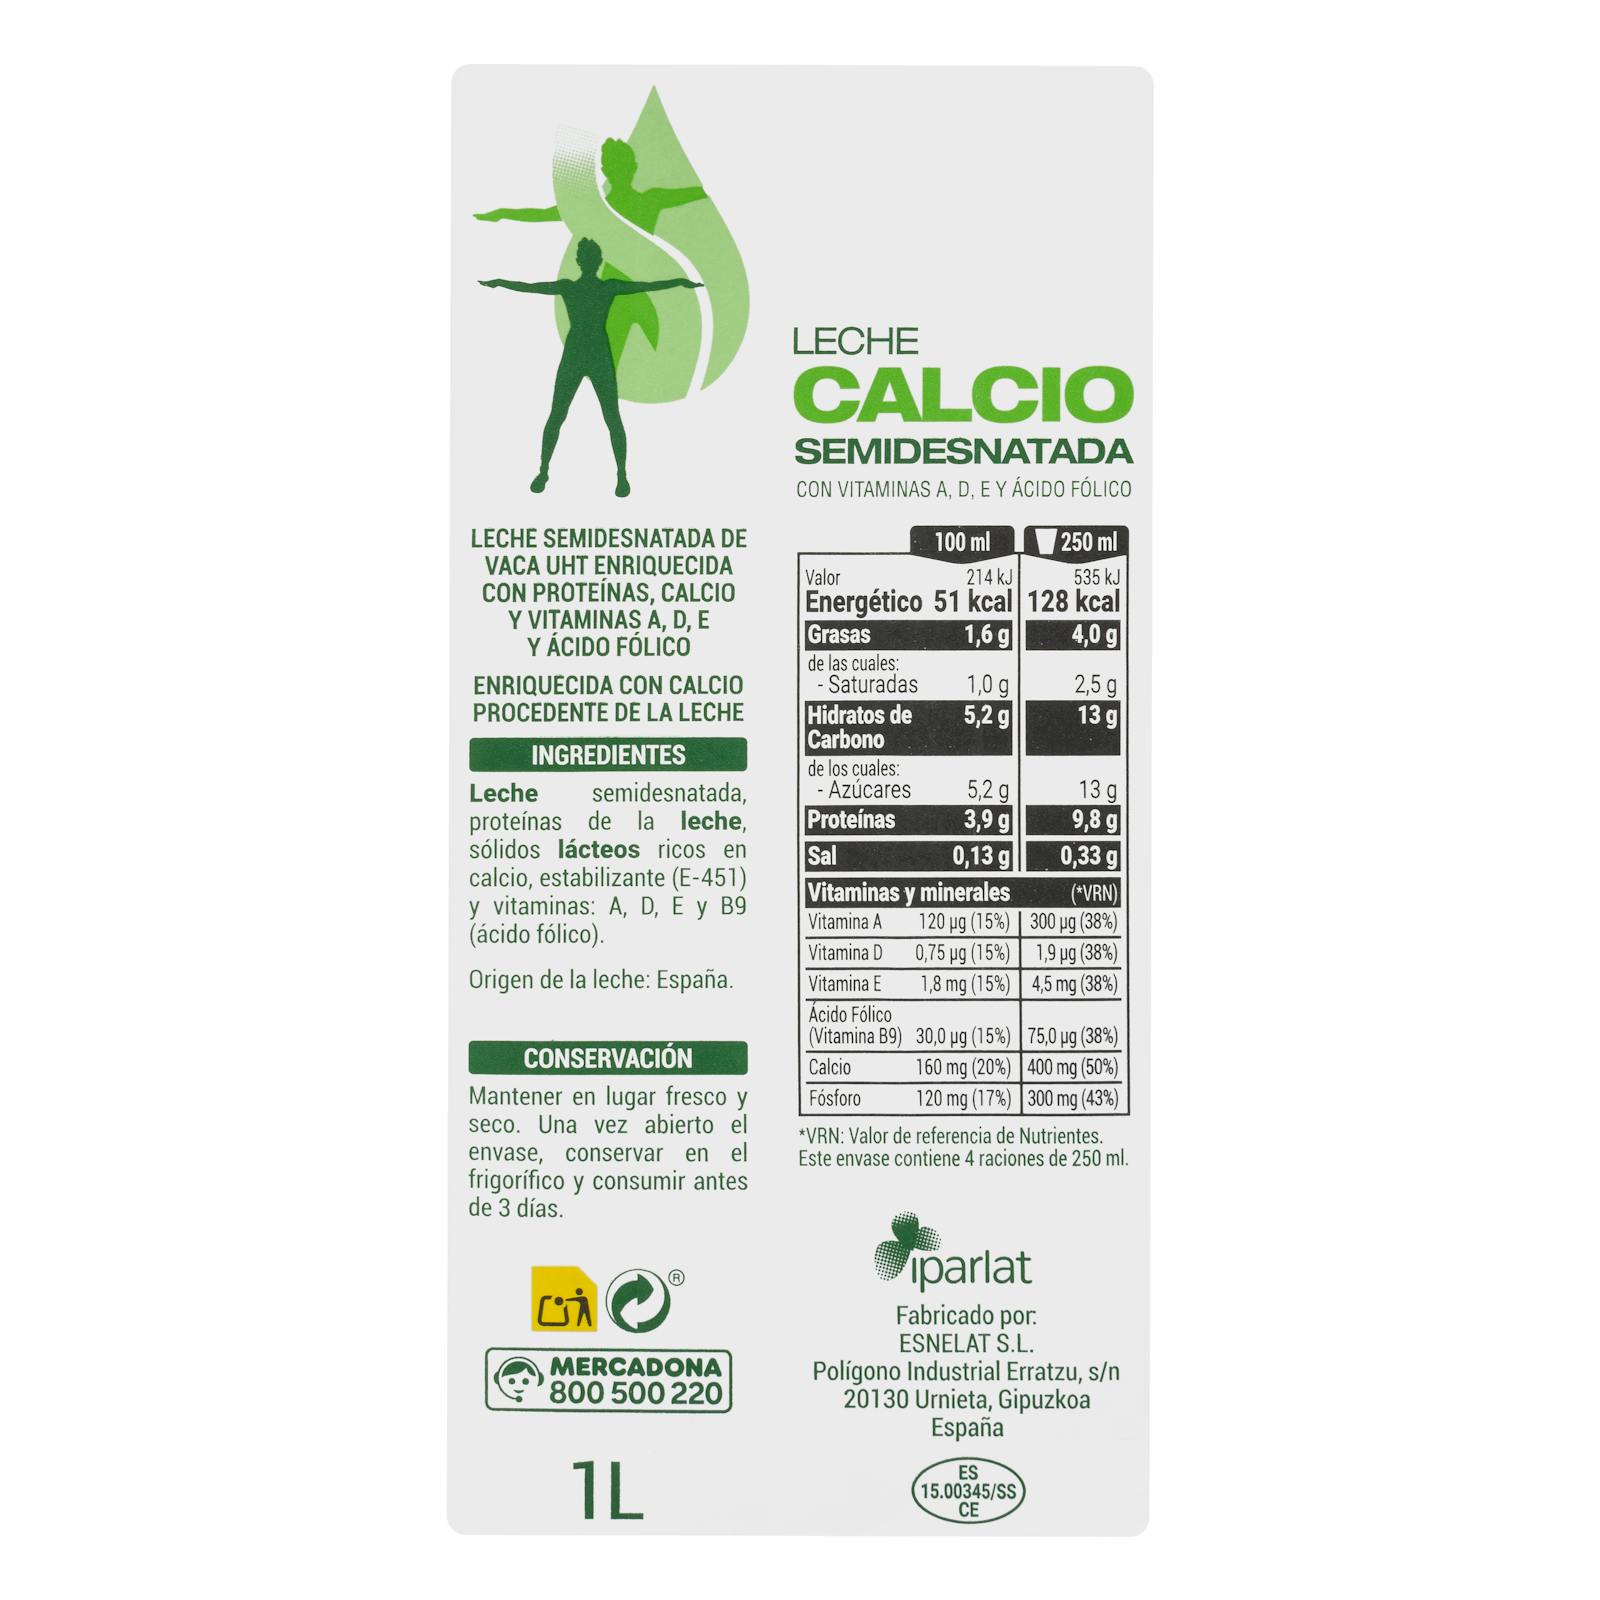 LECHE
CALCIO
SEMIDESNATADA
CON VITAMINAS A, D, E Y ÁCIDO FÓLICO
LECHE SEMIDESNATADA DE
VACA UHT ENRIQUECIDA
CON PROTEÍNAS, CALCIO
Y VITAMINAS A, D, E
Y ÁCIDO FÓLICO
ENRIQUECIDA CON CALCIO
PROCEDENTE DE LA LECHE
INGREDIENTES
Leche semidesnatada,
proteínas de la leche,
sólidos lácteos ricos en
calcio, estabilizante (E-451)
y vitaminas: A, D, E y B9
(ácido fólico).
Origen de la leche: España.
CONSERVACIÓN
Mantener en lugar fresco y
seco. Una vez abierto el
envase, conservar en el
frigorífico y consumir antes
de 3 días.
®
MERCADONA
800 500 220
1L
100 ml 250 ml
Valor 214 kJ 535 kJ
Energético 51 kcal 128 kcal
Grasas 1,6 g 4,0 g
de las cuales:
- Saturadas 1,0 g 2,5 g
Hidratos de 5,2 g 13 g
Carbono
de los cuales:
- Azúcares 5,2 g 13 g
Proteínas 3,9 g 9,8 g
Sal 0,13 g 0,33 g
Vitaminas y minerales (*VRN)
Vitamina A 120 µg (15%) 300 µg (38%)
Vitamina D 0,75 µg (15%) 1,9 µg (38%)
Vitamina E 1,8 mg (15%) 4,5 mg (38%)
Ácido Fólico
(Vitamina B9) 30,0 µg (15%) 75,0 µg (38%)
Calcio 160 mg (20%) 400 mg (50%)
Fósforo 120 mg (17%) 300 mg (43%)
*VRN: Valor de referencia de Nutrientes.
Este envase contiene 4 raciones de 250 ml.
iparlat
Fabricado por:
ESNELAT S.L.
Polígono Industrial Erratzu, s/n
20130 Urnieta, Gipuzkoa
España
ES
15.00345/SS
CE